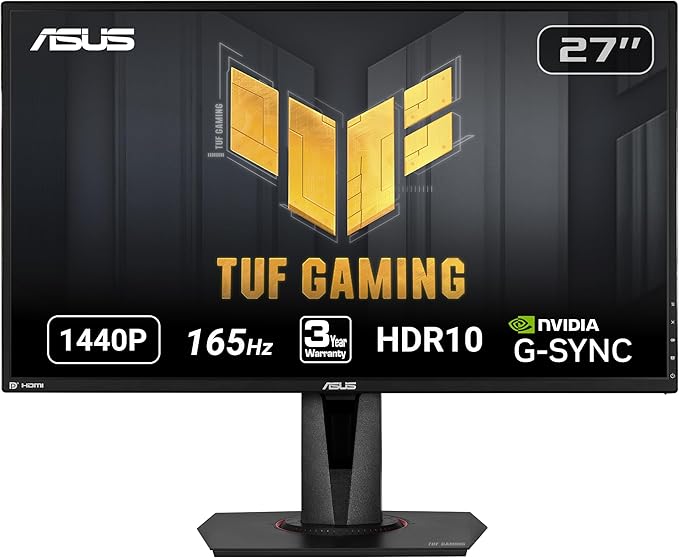 ASUS
27"
TUF GAMING
TUF GAMING
1440P
165Hz
3 Year Warranty
HDR10
NVIDIA
G-SYNC
HDMI
ASUS
TUF GAMING